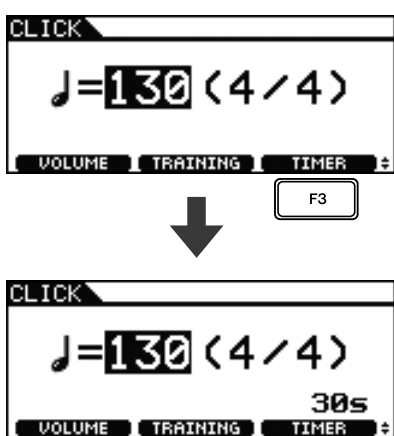 CLICK
♩=130 (4/4)
VOLUME TRAINING TIMER
F3
CLICK
♩=130 (4/4)
30s
VOLUME TRAINING TIMER